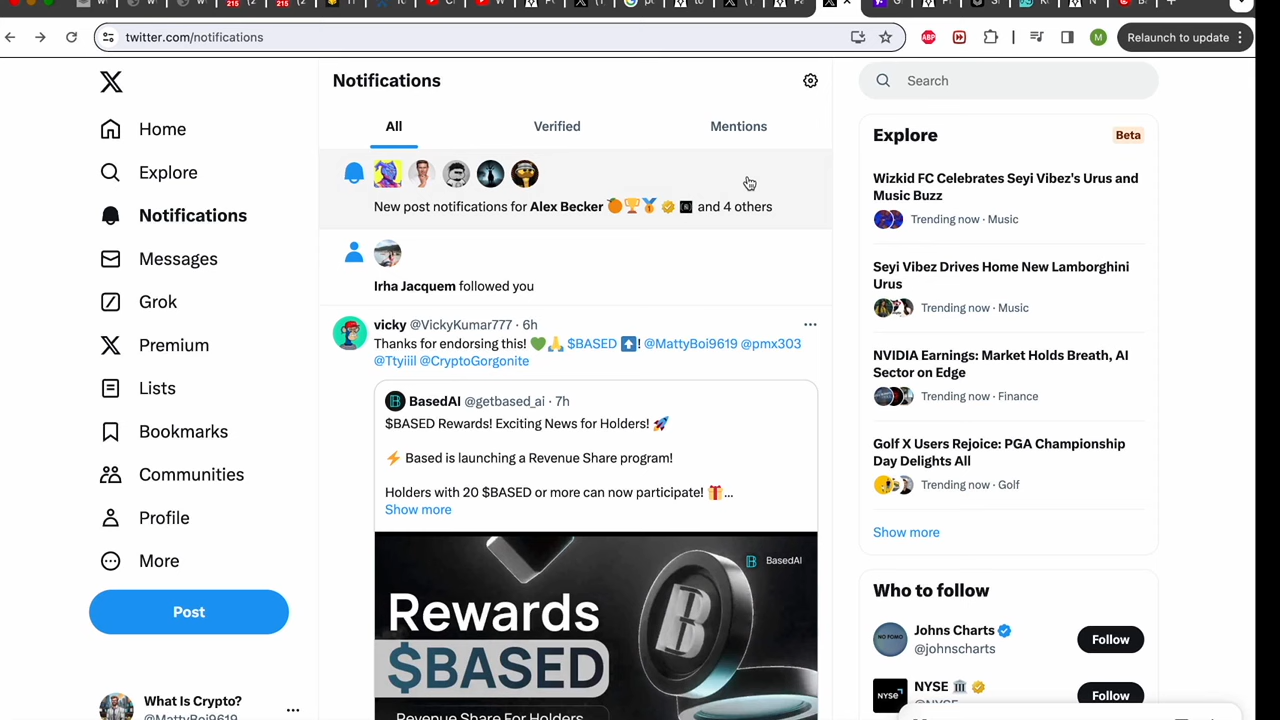 twitter.com/notifications
ABP
M
Relaunch to update
Home
Explore
Notifications
Messages
Grok
Premium
Lists
Bookmarks
Communities
Profile
More
Post
What Is Crypto?
@MattyBoi9619
Notifications
All
Verified
Mentions
New post notifications for Alex Becker 🍊🏆🥇 and 4 others
Irha Jacquem followed you
vicky @VickyKumar777 · 6h
Thanks for endorsing this! 💚🙏 $BASED ⬆️! @MattyBoi9619 @pmx303
@Ttyiiil @CryptoGorgonite
BasedAI @getbased_ai · 7h
$BASED Rewards! Exciting News for Holders! 🚀
⚡ Based is launching a Revenue Share program!
Holders with 20 $BASED or more can now participate! 🎁...
Show more
BasedAI
Rewards
$BASED
Revenue Share For Holders
Search
Explore
Beta
Wizkid FC Celebrates Seyi Vibez's Urus and
Music Buzz
Trending now · Music
Seyi Vibez Drives Home New Lamborghini
Urus
Trending now · Music
NVIDIA Earnings: Market Holds Breath, AI
Sector on Edge
Trending now · Finance
Golf X Users Rejoice: PGA Championship
Day Delights All
Trending now · Golf
Show more
Who to follow
NO FOMO
Johns Charts
@johnscharts
Follow
NYSE
NYSE 🏛
@NYSE
Follow